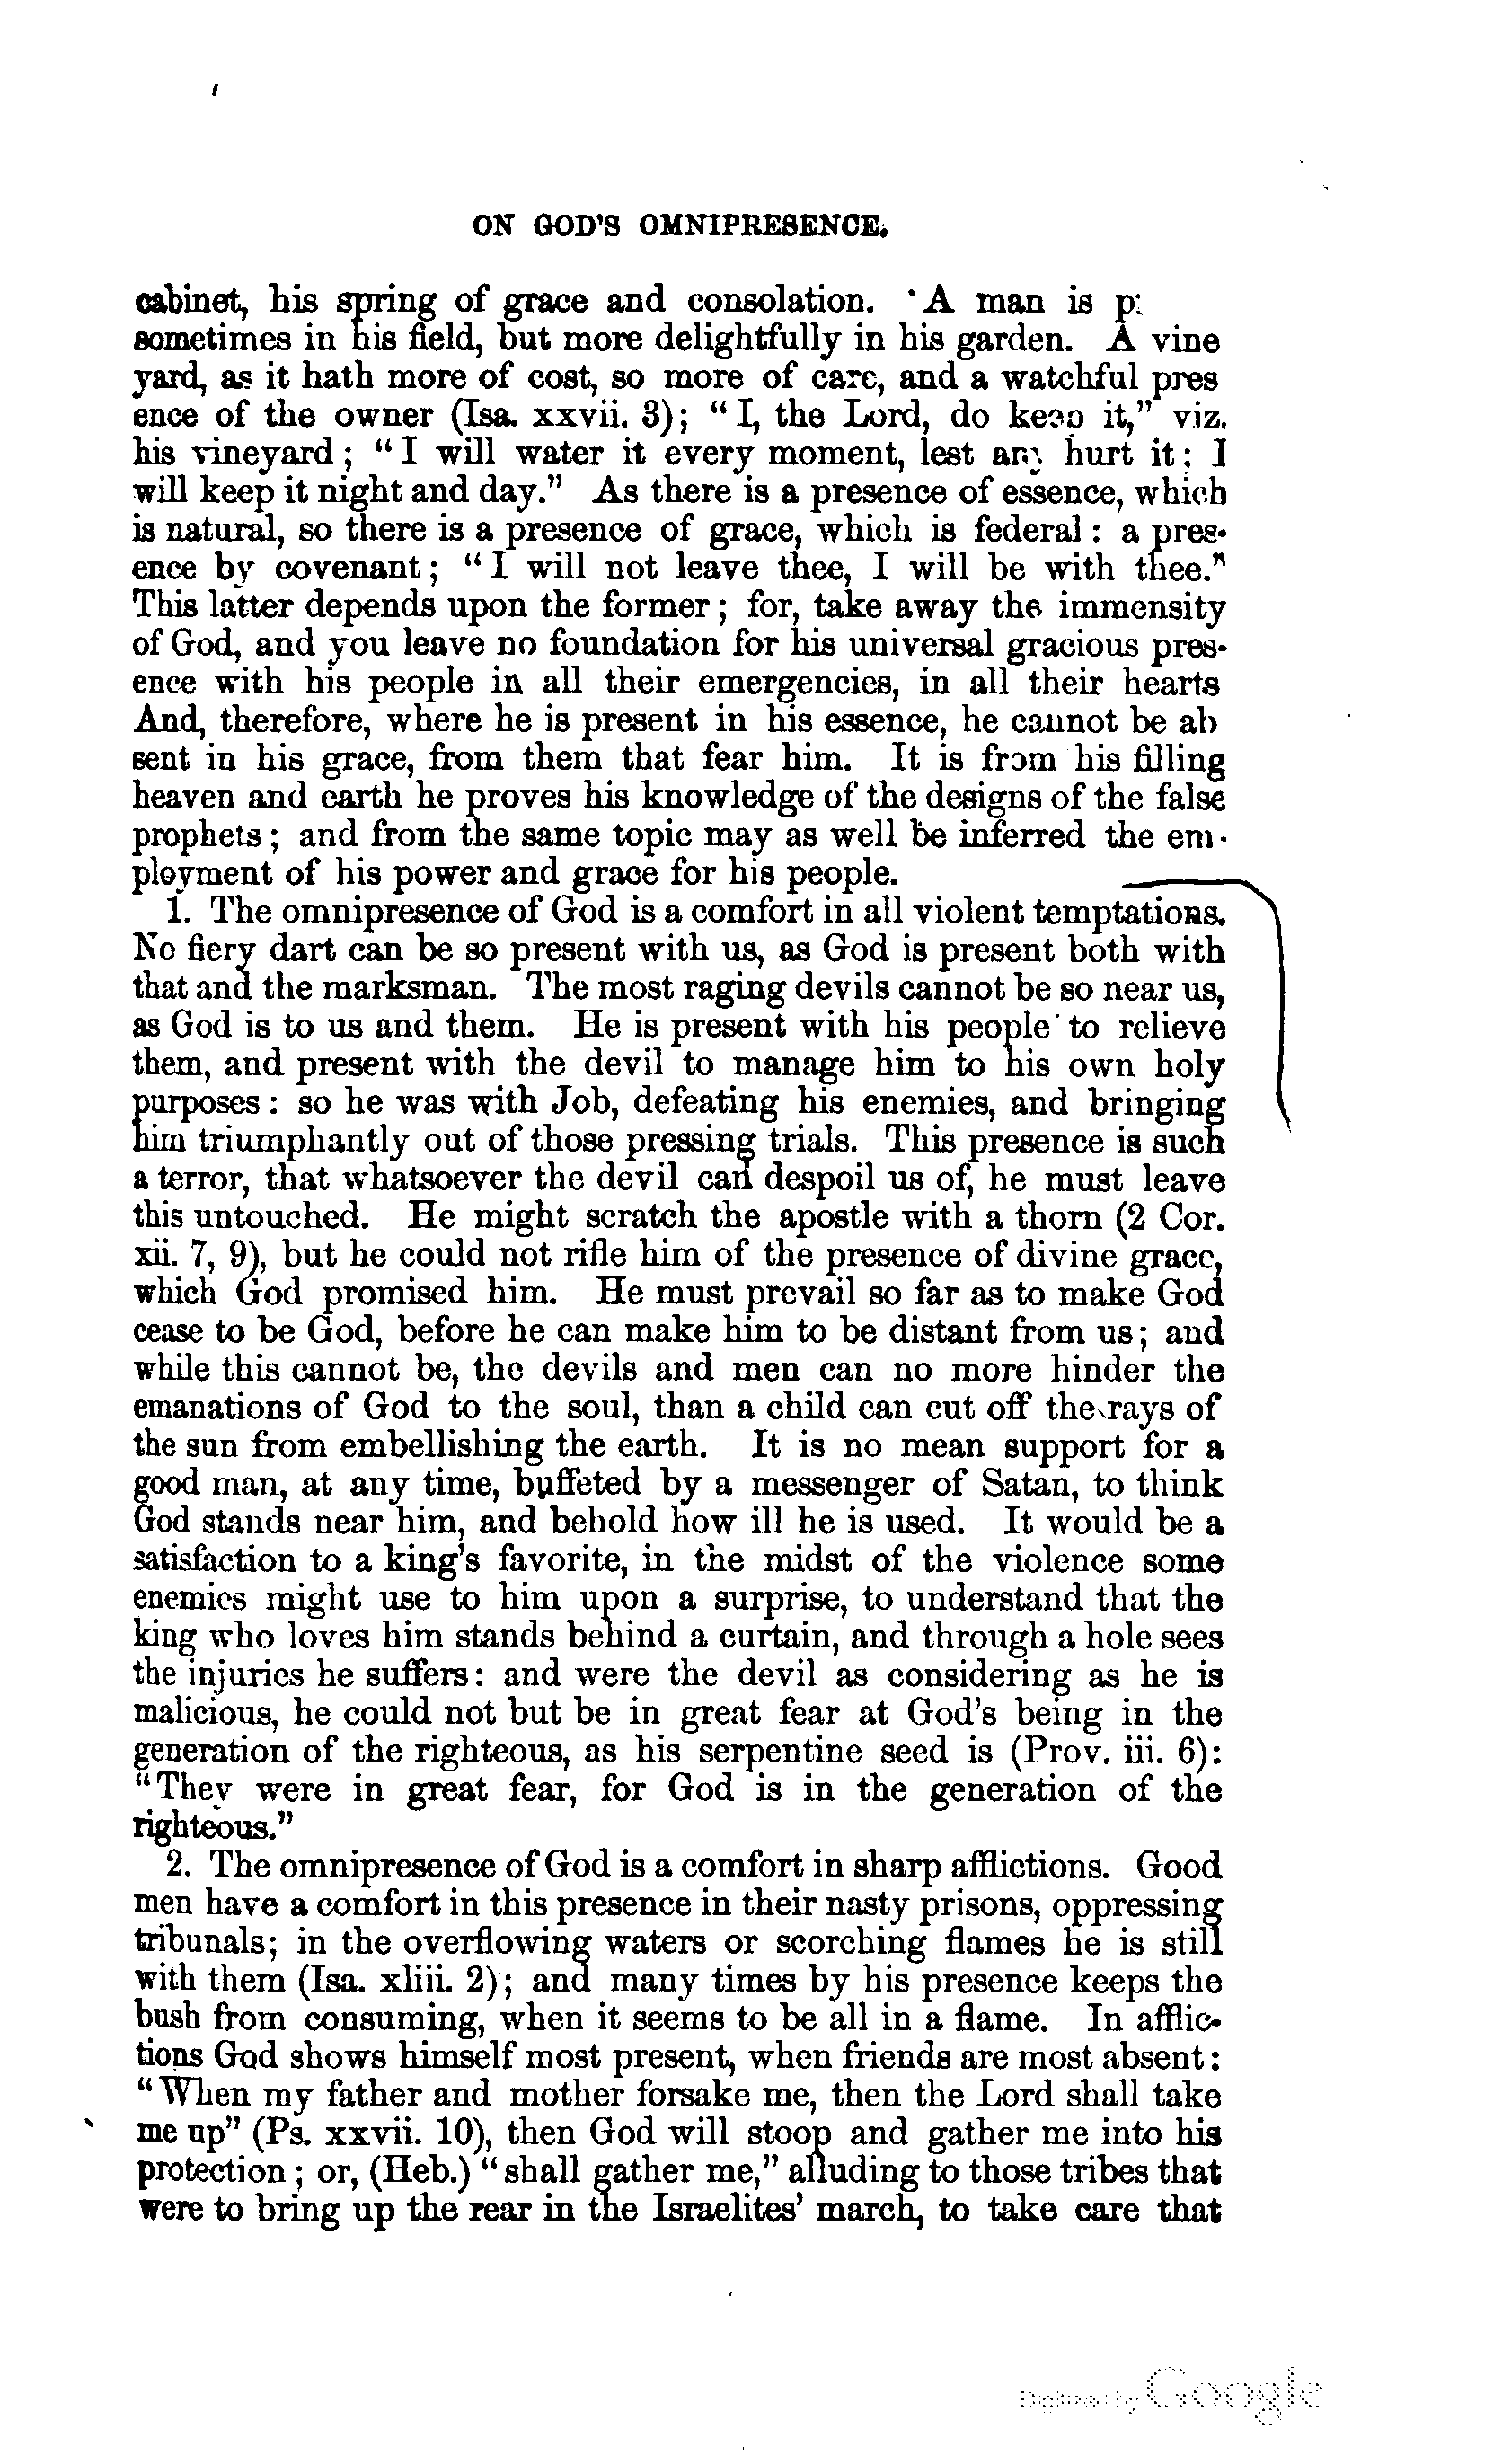 ON GOD'S OMNIPRESENCE.
cabinet, his spring of grace and consolation. A man is
sometimes in his field, but more delightfully in his garden. A vine
yard, as it hath more of cost, so more of care, and a watchful pres
ence of the owner (Isa. xxvii. 3); "I, the Lord, do keep it," viz.
his vineyard; "I will water it every moment, lest any hurt it: I
will keep it night and day." As there is a presence of essence, which
is natural, so there is a presence of grace, which is federal: a pres-
ence by covenant; "I will not leave thee, I will be with thee."
This latter depends upon the former; for, take away the immensity
of God, and you leave no foundation for his universal gracious pres-
ence with his people in all their emergencies, in all their hearts
And, therefore, where he is present in his essence, he cannot be ab
sent in his grace, from them that fear him. It is from his filling
heaven and earth he proves his knowledge of the designs of the false
prophets; and from the same topic may as well be inferred the em-
ployment of his power and grace for his people.
1. The omnipresence of God is a comfort in all violent temptations.
No fiery dart can be so present with us, as God is present both with
that and the marksman. The most raging devils cannot be so near us,
as God is to us and them. He is present with his people to relieve
them, and present with the devil to manage him to his own holy
purposes: so he was with Job, defeating his enemies, and bringing
him triumphantly out of those pressing trials. This presence is such
a terror, that whatsoever the devil can despoil us of, he must leave
this untouched. He might scratch the apostle with a thorn (2 Cor.
xii. 7, 9), but he could not rifle him of the presence of divine grace,
which God promised him. He must prevail so far as to make God
cease to be God, before he can make him to be distant from us; and
while this cannot be, the devils and men can no more hinder the
emanations of God to the soul, than a child can cut off the rays of
the sun from embellishing the earth. It is no mean support for a
good man, at any time, buffeted by a messenger of Satan, to think
God stands near him, and behold how ill he is used. It would be a
satisfaction to a king's favorite, in the midst of the violence some
enemies might use to him upon a surprise, to understand that the
king who loves him stands behind a curtain, and through a hole sees
the injuries he suffers: and were the devil as considering as he is
malicious, he could not but be in great fear at God's being in the
generation of the righteous, as his serpentine seed is (Prov. iii. 6):
"They were in great fear, for God is in the generation of the
righteous."
2. The omnipresence of God is a comfort in sharp afflictions. Good
men have a comfort in this presence in their nasty prisons, oppressing
tribunals; in the overflowing waters or scorching flames he is still
with them (Isa. xliii. 2); and many times by his presence keeps the
bush from consuming, when it seems to be all in a flame. In afflic-
tions God shows himself most present, when friends are most absent:
"When my father and mother forsake me, then the Lord shall take
me up" (Ps. xxvii. 10), then God will stoop and gather me into his
protection; or, (Heb.) "shall gather me," alluding to those tribes that
were to bring up the rear in the Israelites' march, to take care that
Digitized by Google